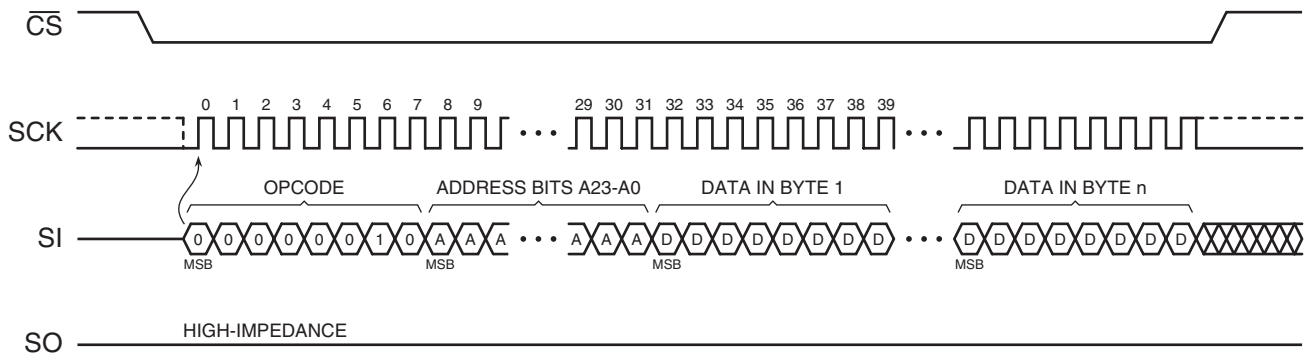 CS
0 1 2 3 4 5 6 7 8 9 29 30 31 32 33 34 35 36 37 38 39
SCK
OPCODE ADDRESS BITS A23-A0 DATA IN BYTE 1 DATA IN BYTE n
SI 0 0 0 0 0 0 1 0 A A A A A A D D D D D D D D D D D D D D D D
MSB MSB MSB MSB
HIGH-IMPEDANCE
SO